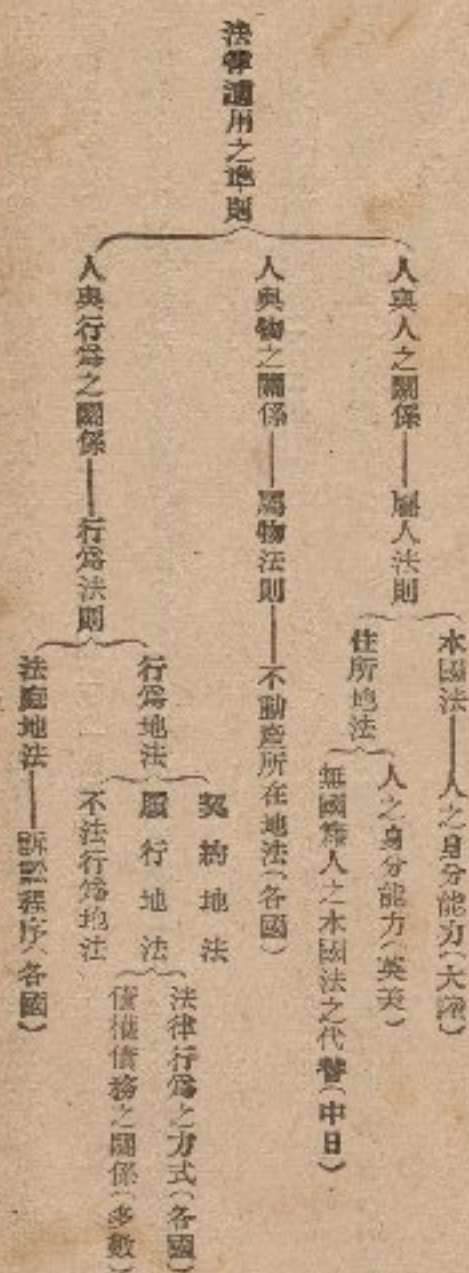 法律適用之準則
人與人之關係——屬人法則
本國法——人之身分能力(大陸)
住所地法
人之身分能力(英美)
無國籍人之本國法之代替(中日)
人與物之關係——屬物法則——不動產所在地法(各國)
人與行爲之關係——行爲法則
行爲地法
契約地法
履行地法
法律行爲之方式(各國)
債權債務之關係(多數)
不法行爲地法
法庭地法——訴訟程序(各國)